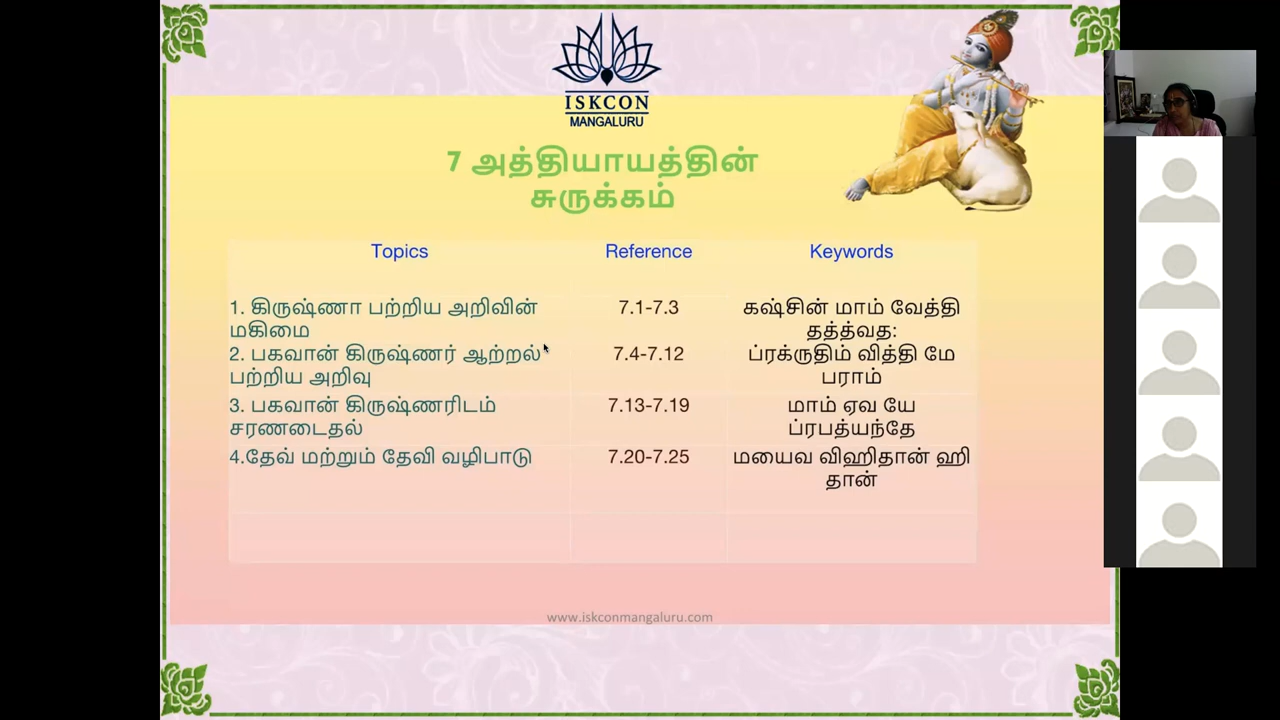 ISKCON
MANGALURU
7 அத்தியாயத்தின்
சுருக்கம்
Topics Reference Keywords
1. கிருஷ்ணா பற்றிய அறிவின் 7.1-7.3 கஷ்சின் மாம் வேத்தி
மகிமை தத்த்வத:
2. பகவான் கிருஷ்ணர் ஆற்றல் 7.4-7.12 ப்ரக்ருதிம் வித்தி மே
பற்றிய அறிவு பராம்
3. பகவான் கிருஷ்ணரிடம் 7.13-7.19 மாம் ஏவ யே
சரணடைதல் ப்ரபத்யந்தே
4.தேவ் மற்றும் தேவி வழிபாடு 7.20-7.25 மயைவ விஹிதான் ஹி
தான்
www.iskconmangaluru.com